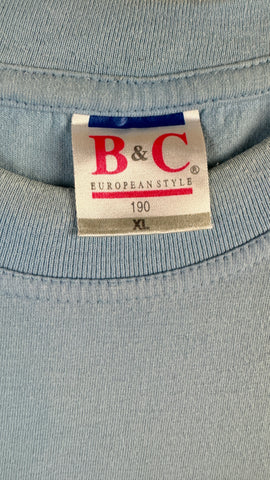 B & C ®
EUROPEAN STYLE
190
XL